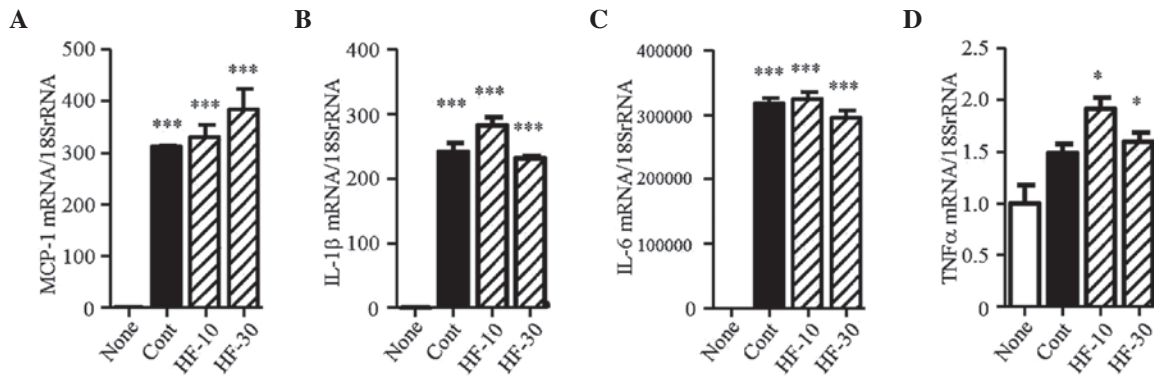 A
MCP-1 mRNA/18SrRNA
500
400
300
200
100
0
***
***
***
None
Cont
HF-10
HF-30
B
IL-1β mRNA/18SrRNA
400
300
200
100
0
***
***
***
None
Cont
HF-10
HF-30
C
IL-6 mRNA/18SrRNA
400000
300000
200000
100000
0
***
***
***
None
Cont
HF-10
HF-30
D
TNFα mRNA/18SrRNA
2.5
2.0
1.5
1.0
0.5
0
*
*
None
Cont
HF-10
HF-30